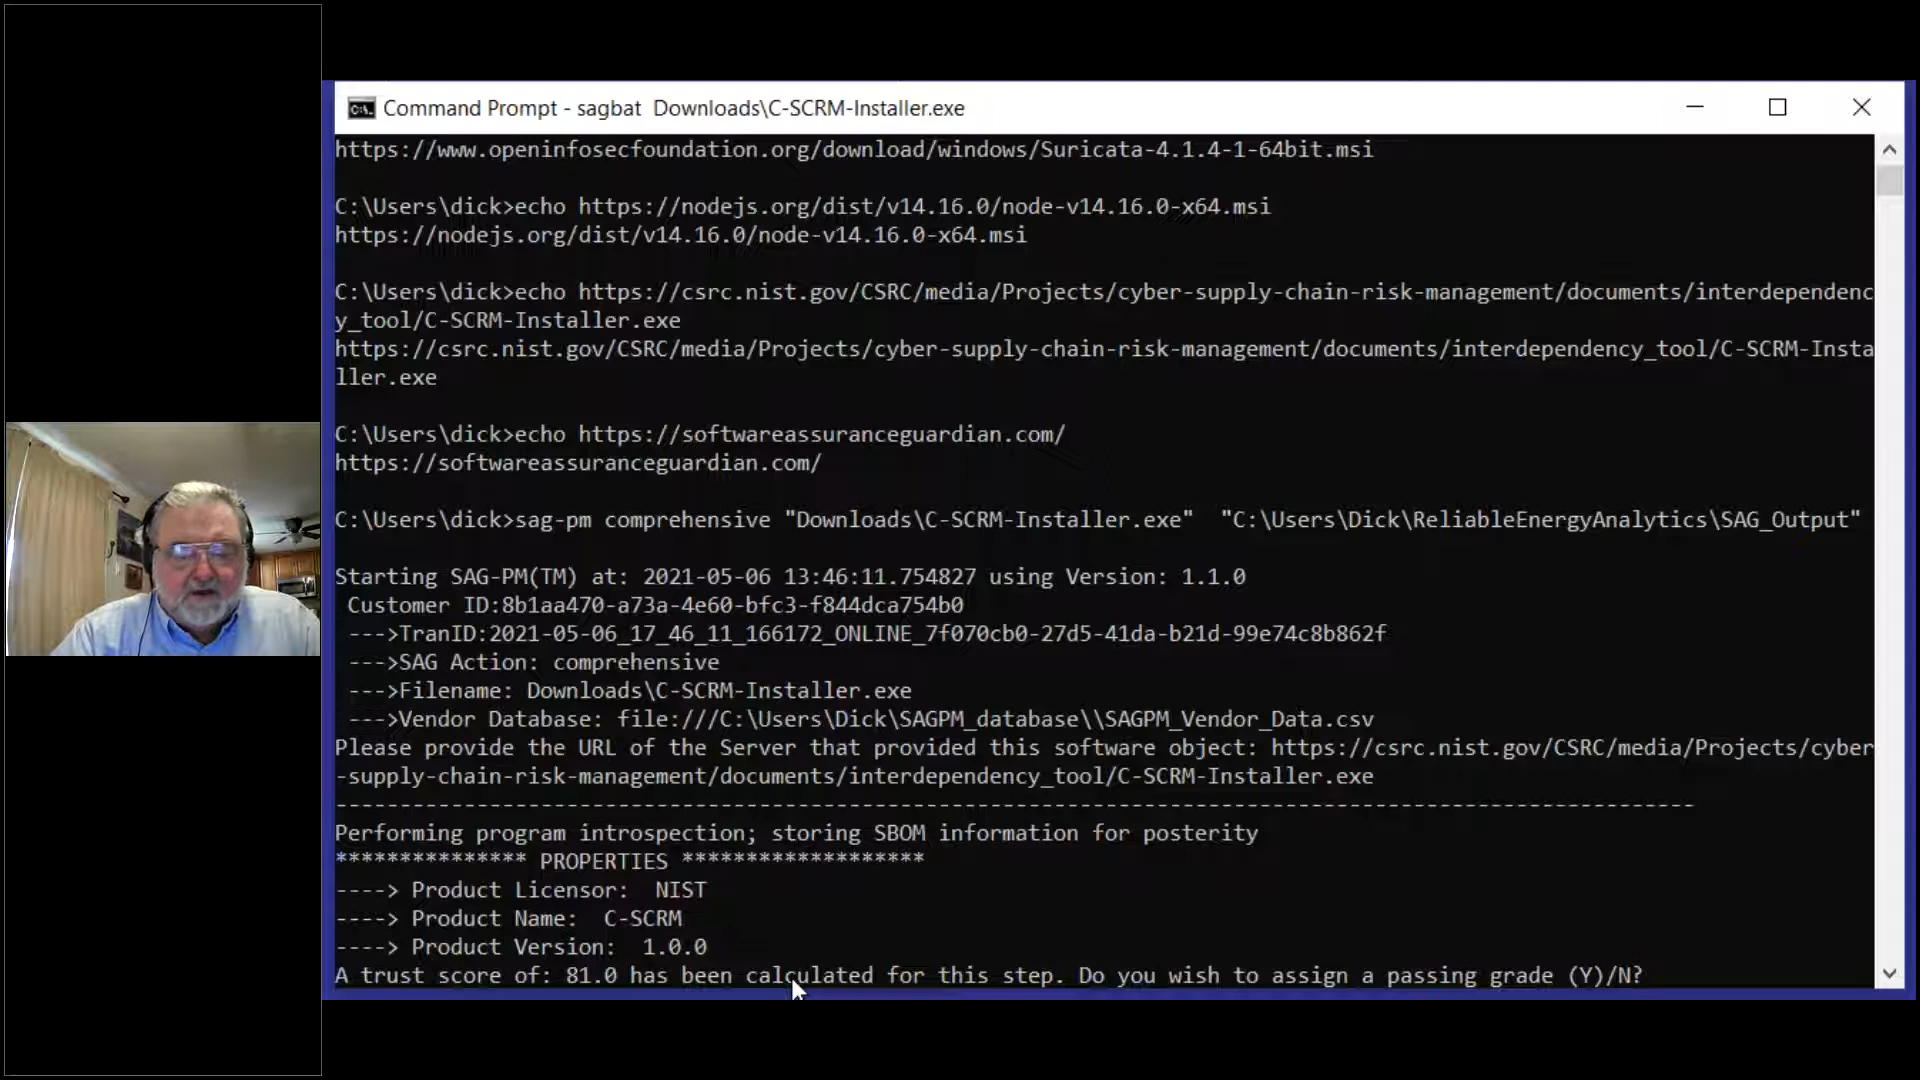 Command Prompt - sagbat  Downloads\C-SCRM-Installer.exe
https://www.openinfosecfoundation.org/download/windows/Suricata-4.1.4-1-64bit.msi
C:\Users\dick>echo https://nodejs.org/dist/v14.16.0/node-v14.16.0-x64.msi
https://nodejs.org/dist/v14.16.0/node-v14.16.0-x64.msi
C:\Users\dick>echo https://csrc.nist.gov/CSRC/media/Projects/cyber-supply-chain-risk-management/documents/interdependenc
y_tool/C-SCRM-Installer.exe
https://csrc.nist.gov/CSRC/media/Projects/cyber-supply-chain-risk-management/documents/interdependency_tool/C-SCRM-Insta
ller.exe
C:\Users\dick>echo https://softwareassuranceguardian.com/
https://softwareassuranceguardian.com/
C:\Users\dick>sag-pm comprehensive "Downloads\C-SCRM-Installer.exe"  "C:\Users\Dick\ReliableEnergyAnalytics\SAG_Output"
Starting SAG-PM(TM) at: 2021-05-06 13:46:11.754827 using Version: 1.1.0
Customer ID:8b1aa470-a73a-4e60-bfc3-f844dca754b0
--->TranID:2021-05-06_17_46_11_166172_ONLINE_7f070cb0-27d5-41da-b21d-99e74c8b862f
--->SAG Action: comprehensive
--->Filename: Downloads\C-SCRM-Installer.exe
--->Vendor Database: file:///C:\Users\Dick\SAGPM_database\\SAGPM_Vendor_Data.csv
Please provide the URL of the Server that provided this software object: https://csrc.nist.gov/CSRC/media/Projects/cyber
-supply-chain-risk-management/documents/interdependency_tool/C-SCRM-Installer.exe
----------------------------------------------------------------------------------------------------------
Performing program introspection; storing SBOM information for posterity
*************** PROPERTIES *******************
----> Product Licensor:  NIST
----> Product Name:  C-SCRM
----> Product Version:  1.0.0
A trust score of: 81.0 has been calculated for this step. Do you wish to assign a passing grade (Y)/N?